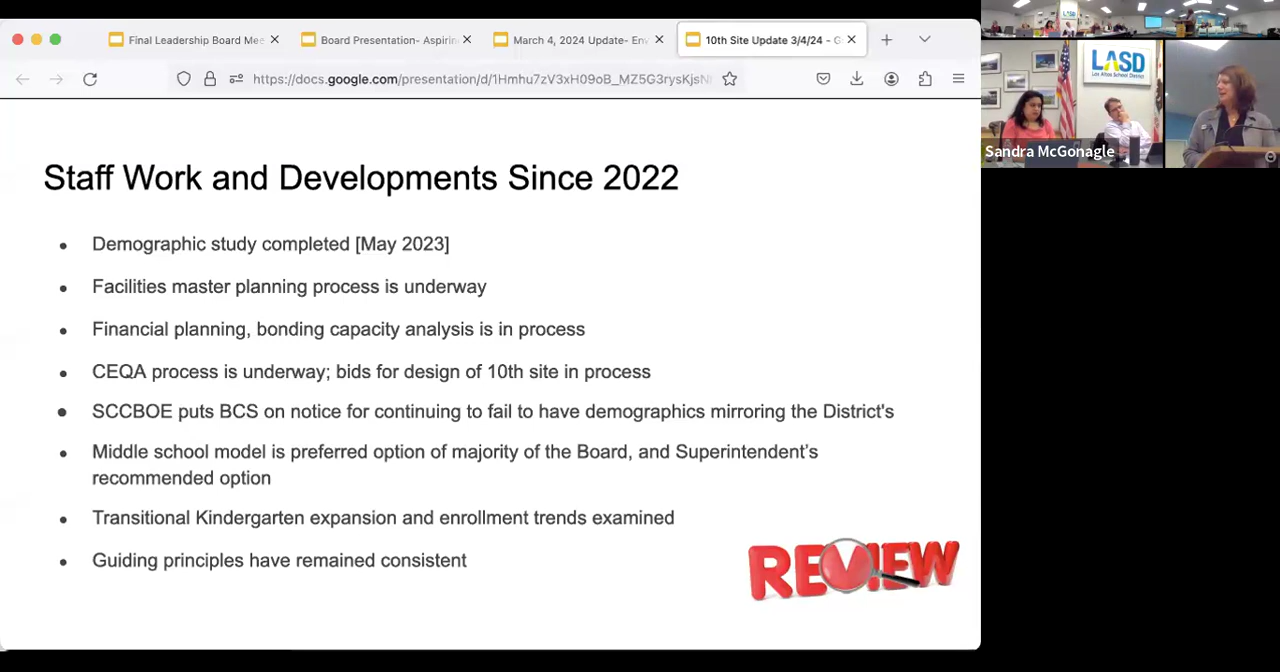 Final Leadership Board Mee
Board Presentation- Aspirin
March 4, 2024 Update- En
10th Site Update 3/4/24 - G
https://docs.google.com/presentation/d/1Hmhu7zV3xH09oB_MZ5G3rysKjsN
Staff Work and Developments Since 2022
• Demographic study completed [May 2023]
• Facilities master planning process is underway
• Financial planning, bonding capacity analysis is in process
• CEQA process is underway; bids for design of 10th site in process
• SCCBOE puts BCS on notice for continuing to fail to have demographics mirroring the District's
• Middle school model is preferred option of majority of the Board, and Superintendent's
recommended option
• Transitional Kindergarten expansion and enrollment trends examined
• Guiding principles have remained consistent
REVIEW
LASD
LASD
Los Altos School District
Sandra McGonagle